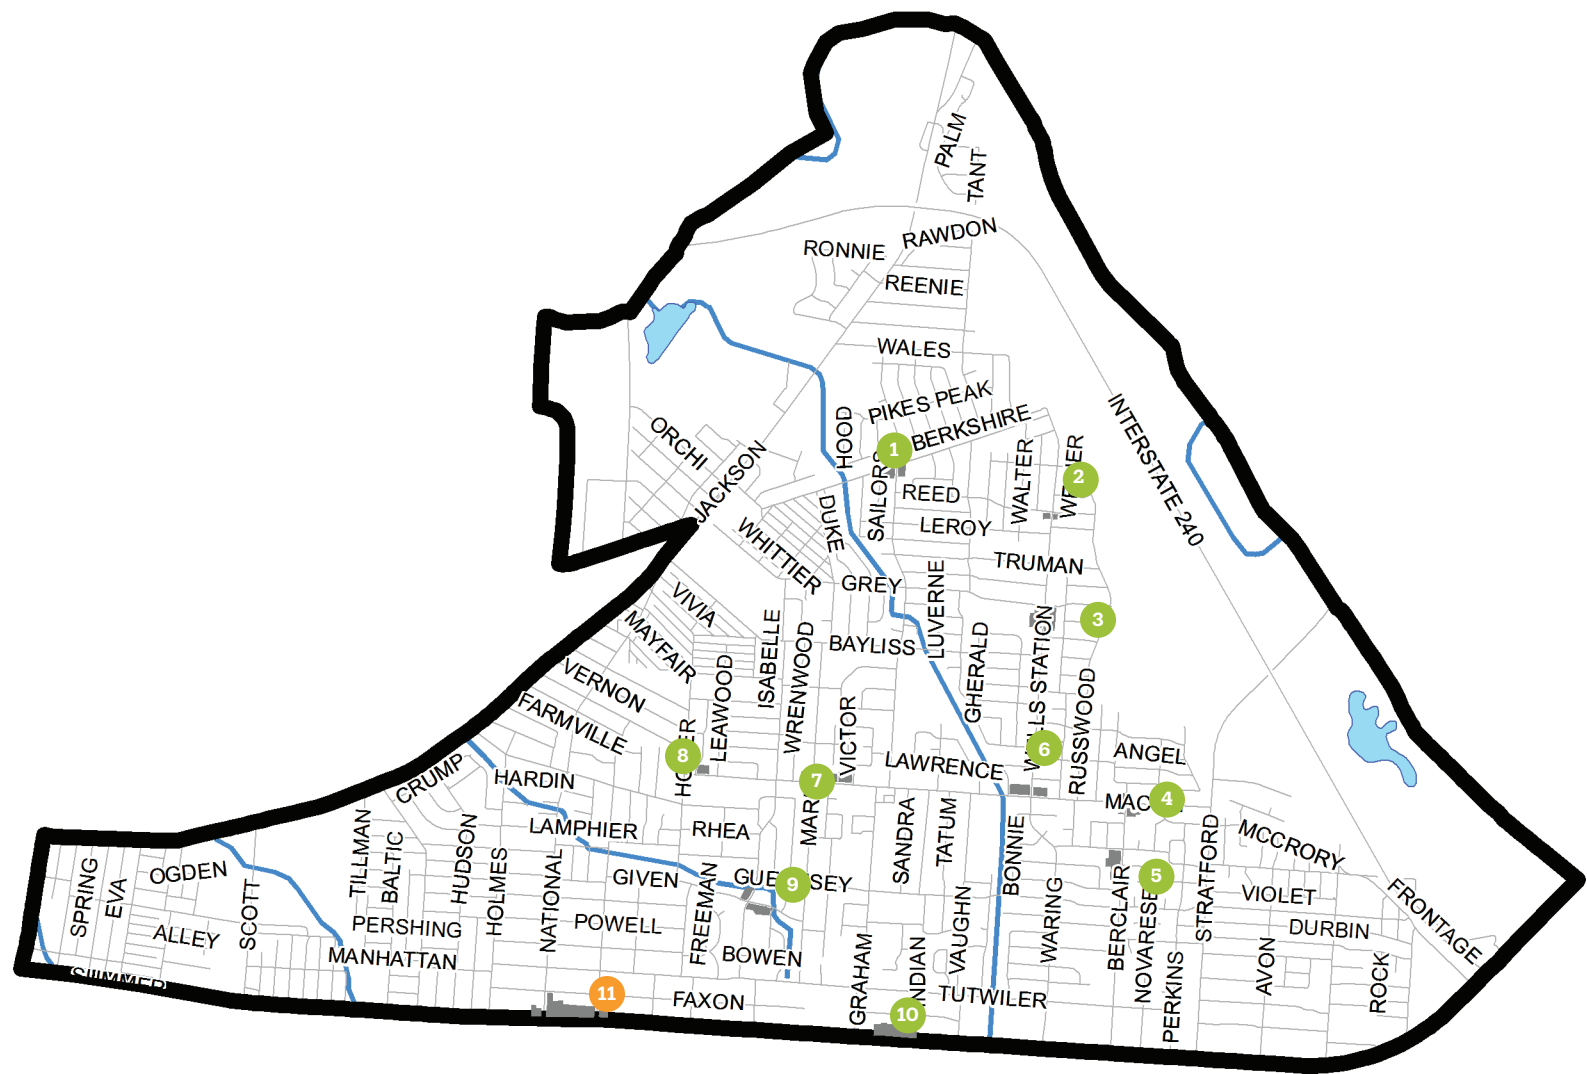 PALM
TANT
RAWDON
RONNIE
REENIE
WALES
PIKES PEAK
BERKSHIRE
HOOD
INTERSTATE 240
ORCHI
JACKSON
1
SAILORS
WALTER
2
REED
LEROY
DUKE
WHITTIER
TRUMAN
GREY
LUVERNE
VIVIA
MAYFAIR
ISABELLE
WRENWOOD
BAYLISS
GHERALD
3
VERNON
LEAWOOD
FARMVILLE
VICTOR
RUSSWOOD
6
ANGEL
8
7
LAWRENCE
4
CRUMP
HARDIN
LAMPHIER
RHEA
SANDRA
TATUM
BONNIE
STRATFORD
MCCRORY
TILLMAN
BALTIC
HUDSON
HOLMES
NATIONAL
GIVEN
FREEMAN
9
5
VIOLET
FRONTAGE
SPRING
EVA
OGDEN
SCOTT
ALLEY
PERSHING
MANHATTAN
POWELL
BOWEN
GRAHAM
VAUGHN
WARING
BERCLAIR
NOVARESE
PERKINS
DURBIN
AVON
ROCK
SUMMER
11
FAXON
10
TUTWILER